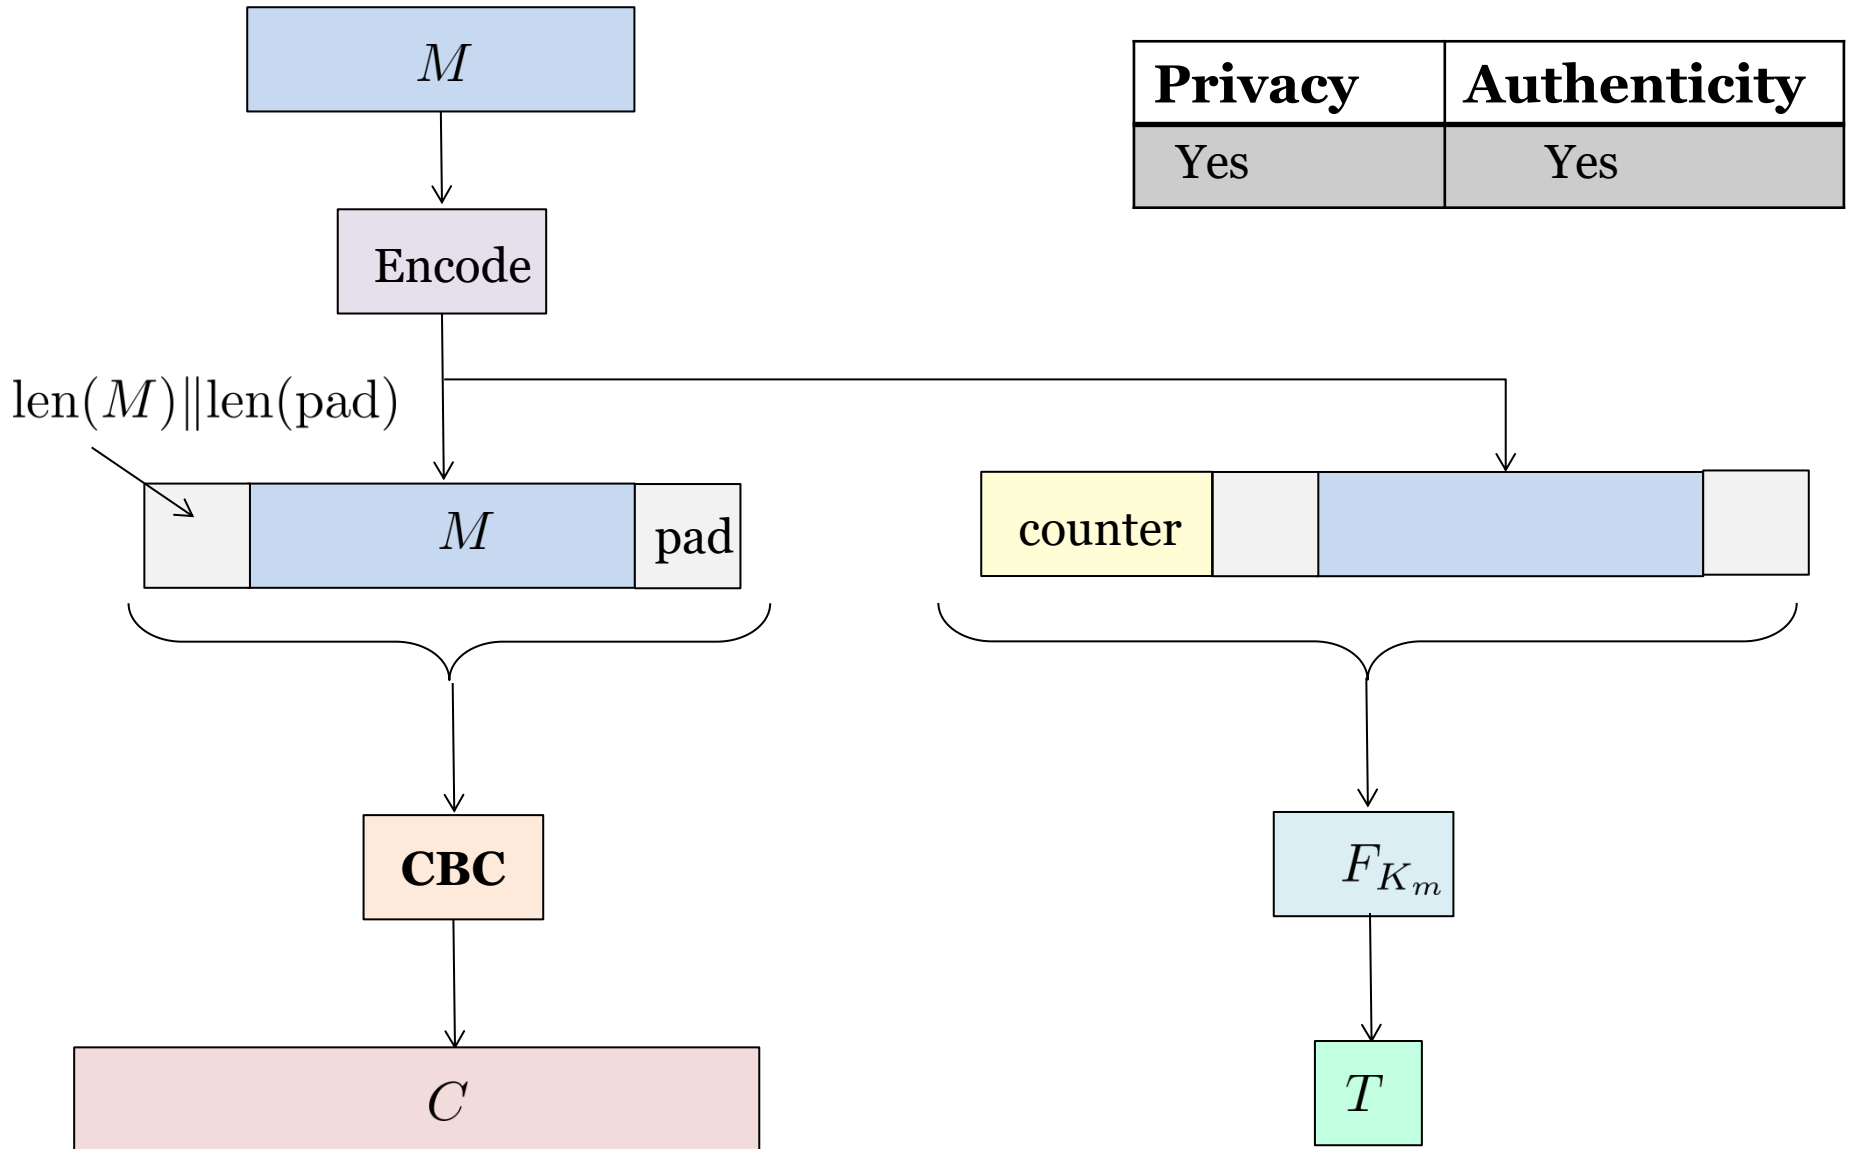 M
Privacy Authenticity
Yes Yes
Encode
len(M)||len(pad)
M pad
counter
CBC
F_{K_m}
C
T